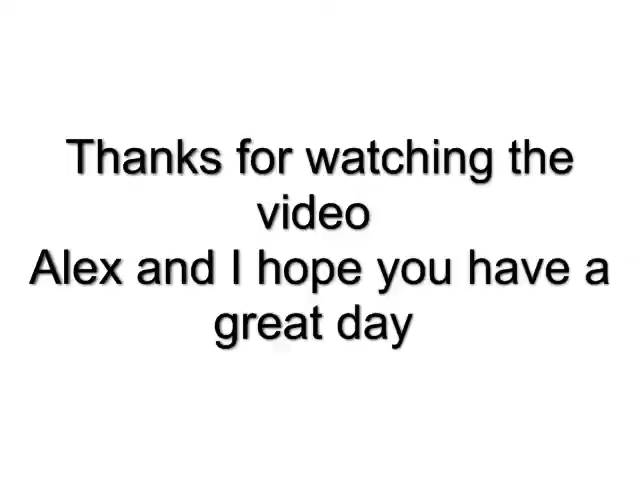 Thanks for watching the
video
Alex and I hope you have a
great day